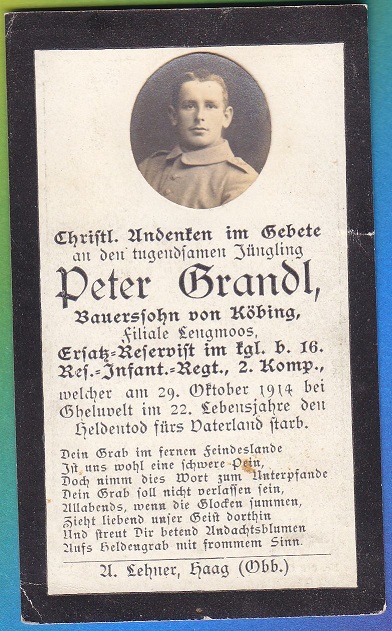 Christl. Andenken im Gebete
an den tugendsamen Jüngling
Peter Grandl,
Bauerssohn von Köbing,
Filiale Lengmoos,
Ersatz-Reservist im kgl. b. 16.
Res.-Infant.-Regt., 2. Komp.,
welcher am 29. Oktober 1914 bei
Gheluvelt im 22. Lebensjahre den
Heldentod fürs Vaterland starb.
Dein Grab im fernen Feindeslande
Ist uns wohl eine schwere Pein,
Doch nimm dies Wort zum Unterpfande
Dein Grab soll nicht verlassen sein,
Allabends, wenn die Glocken summen,
Zieht liebend unser Geist dorthin
Und streut Dir betend Andachtsblumen
Aufs Heldengrab mit frommem Sinn.
A. Lehner, Haag (Obb.)